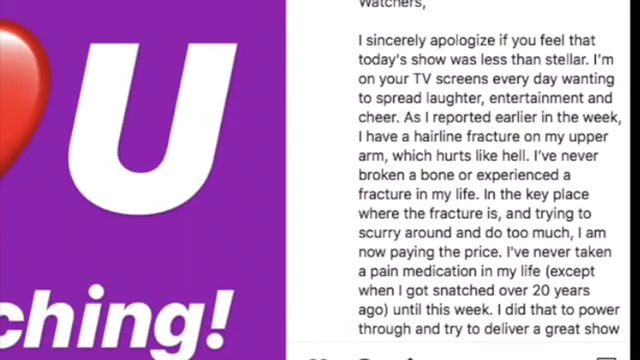 U
ching!
Watchers,
I sincerely apologize if you feel that
today's show was less than stellar. I'm
on your TV screens every day wanting
to spread laughter, entertainment and
cheer. As I reported earlier in the week,
I have a hairline fracture on my upper
arm, which hurts like hell. I've never
broken a bone or experienced a
fracture in my life. In the key place
where the fracture is, and trying to
scurry around and do too much, I am
now paying the price. I've never taken
a pain medication in my life (except
when I got snatched over 20 years
ago) until this week. I did that to power
through and try to deliver a great show